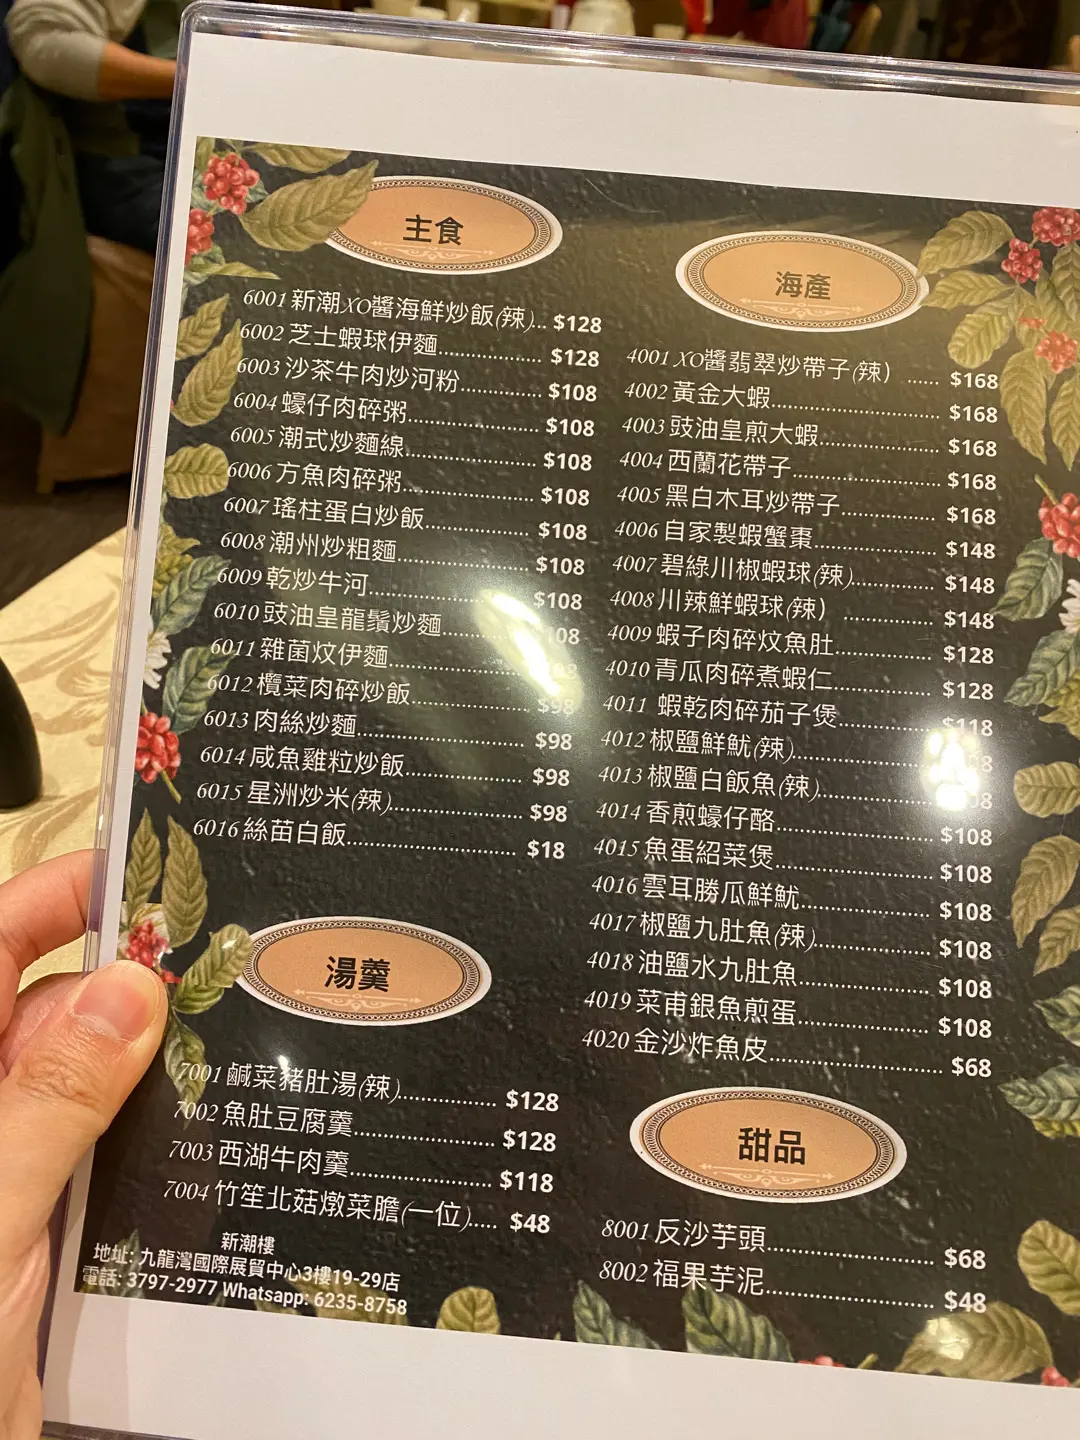 主食
6001 新潮XO醬海鮮炒飯(辣)... $128
6002 芝士蝦球伊麵................ $128
6003 沙茶牛肉炒河粉............. $108
6004 蠔仔肉碎粥.................... $108
6005 潮式炒麵線.................... $108
6006 方魚肉碎粥.................... $108
6007 瑤柱蛋白炒飯................. $108
6008 潮州炒粗麵.................... $108
6009 乾炒牛河........................ $108
6010 豉油皇龍鬚炒麵..............08
6011 雜菌炆伊麵....................
6012 欖菜肉碎炒飯................. $98
6013 肉絲炒麵........................ $98
6014 咸魚雞粒炒飯................. $98
6015 星洲炒米(辣).................. $98
6016 絲苗白飯........................ $18
湯羹
7001 鹹菜豬肚湯(辣).............. $128
7002 魚肚豆腐羹.................... $128
7003 西湖牛肉羹.................... $118
7004 竹笙北菇燉菜膽(一位)..... $48
新潮樓
地址: 九龍灣國際展貿中心3樓19-29店
電話: 3797-2977 Whatsapp: 6235-8758
海產
4001 XO醬翡翠炒帶子(辣） ...... $168
4002 黃金大蝦........................ $168
4003 豉油皇煎大蝦................. $168
4004 西蘭花帶子.................... $168
4005 黑白木耳炒帶子.............. $168
4006 自家製蝦蟹棗................. $148
4007 碧綠川椒蝦球(辣)........... $148
4008 川辣鮮蝦球(辣） .............. $148
4009 蝦子肉碎炆魚肚.............. $128
4010 青瓜肉碎煮蝦仁.............. $128
4011 蝦乾肉碎茄子煲.............. $118
4012 椒鹽鮮魷(辣)..................8
4013 椒鹽白飯魚(辣)...............08
4014 香煎蠔仔酪.................... $108
4015 魚蛋紹菜煲.................... $108
4016 雲耳勝瓜鮮魷................. $108
4017 椒鹽九肚魚(辣)............... $108
4018 油鹽水九肚魚................. $108
4019 菜甫銀魚煎蛋................. $108
4020 金沙炸魚皮.................... $68
甜品
8001 反沙芋頭........................ $68
8002 福果芋泥........................ $48